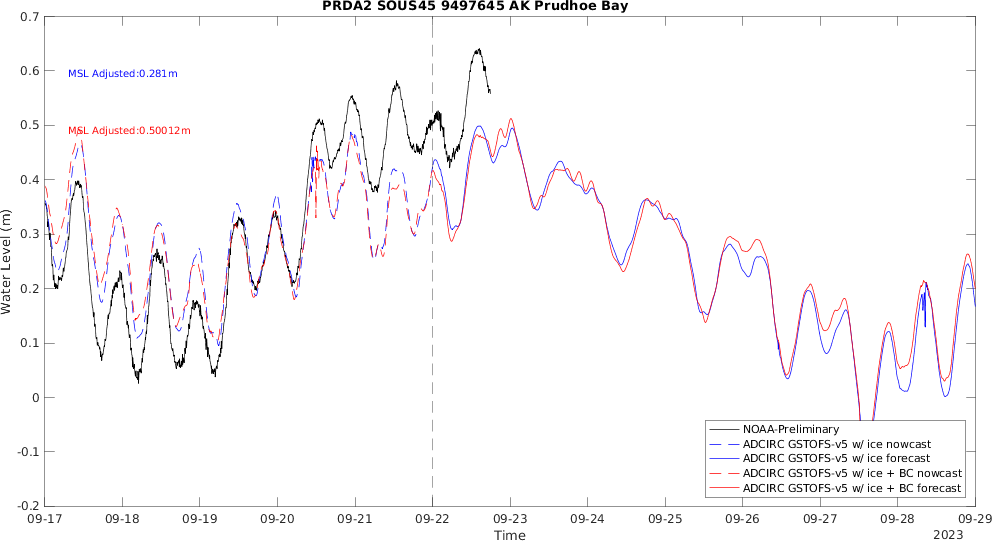 PRDA2 SOUS45 9497645 AK Prudhoe Bay
0.7
0.6
0.5
0.4
0.3
0.2
0.1
0
-0.1
-0.2
Water Level (m)
MSL Adjusted:0.281m
MSL Adjusted:0.50012m
NOAA-Preliminary
ADCIRC GSTOFS-v5 w/ ice nowcast
ADCIRC GSTOFS-v5 w/ ice forecast
ADCIRC GSTOFS-v5 w/ ice + BC nowcast
ADCIRC GSTOFS-v5 w/ ice + BC forecast
09-17 09-18 09-19 09-20 09-21 09-22 09-23 09-24 09-25 09-26 09-27 09-28 09-29
Time
2023